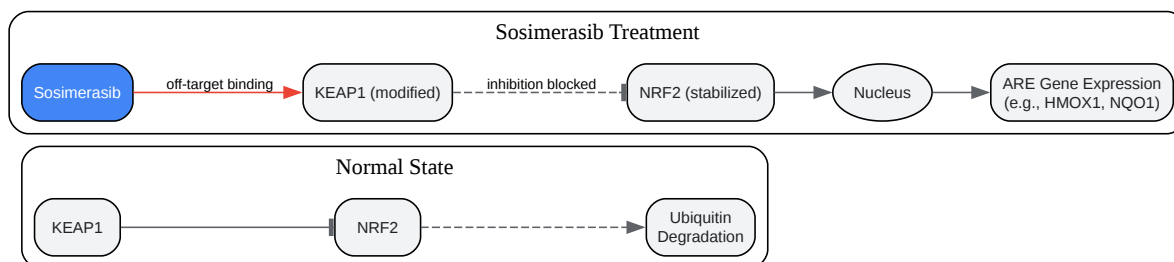 Sosimerasib Treatment
Sosimerasib
off-target binding
KEAP1 (modified)
inhibition blocked
NRF2 (stabilized)
Nucleus
ARE Gene Expression
(e.g., HMOX1, NQO1)
Normal State
KEAP1
NRF2
Ubiquitin
Degradation